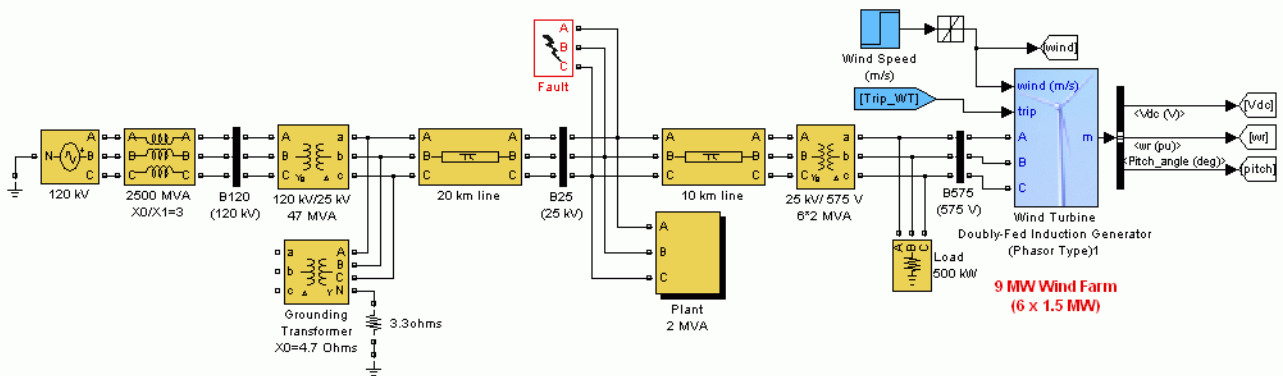 A
B
C
Fault
N
A
B
C
120 kV
A A
B B
C C
2500 MVA
X0/X1=3
B120
(120 kV)
A a
B b
C c
120 kV/25 kV
47 MVA
A A
B B
C C
20 km line
B25
(25 kV)
A A
B B
C C
10 km line
A a
B b
C c
25 kV/ 575 V
6*2 MVA
a A
b B
c C
N
Grounding
Transformer
X0=4.7 Ohms
3.3ohms
A
B
C
Plant
2 MVA
A B C
Load
500 kW
B575
(575 V)
Wind Speed
(m/s)
[wind]
[Trip_WT]
wind (m/s)
trip
A
B
C
m
Wind Turbine
Doubly-Fed Induction Generator
(Phasor Type)1
<Vdc (V)>
<wr (pu)>
<Pitch_angle (deg)>
[Vdc]
[wr]
[pitch]
9 MW Wind Farm
(6 x 1.5 MW)